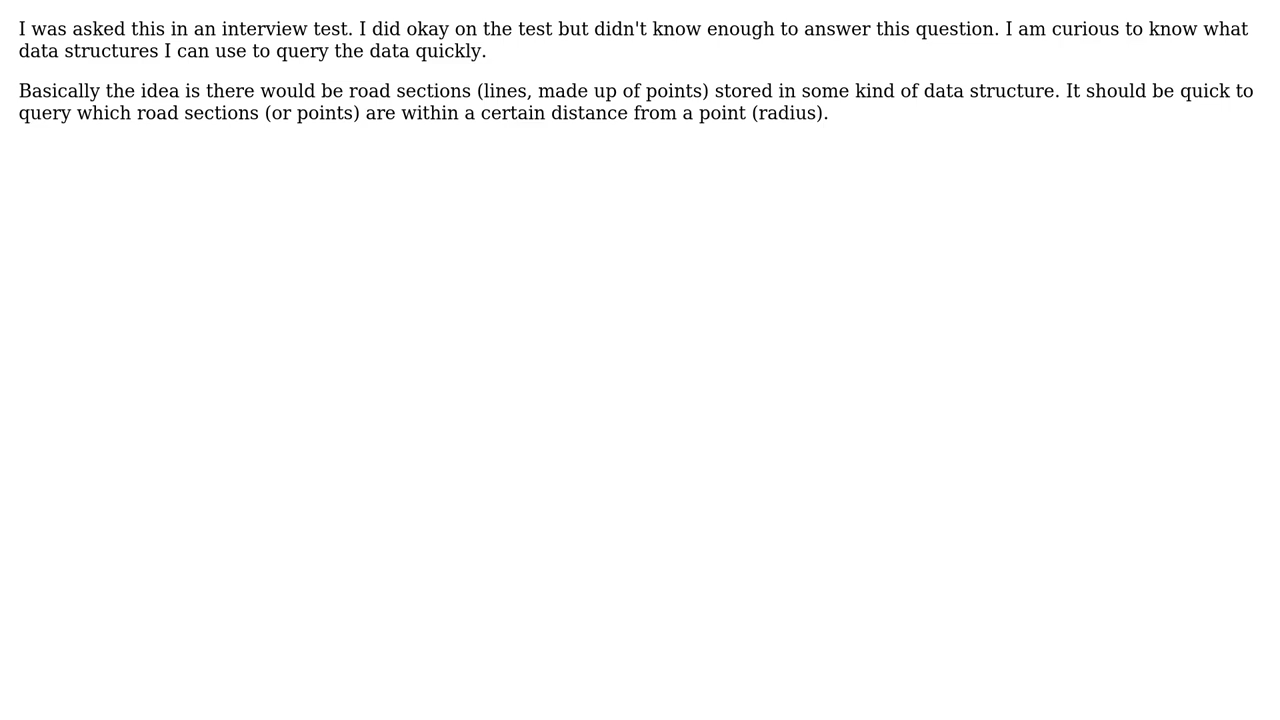 I was asked this in an interview test. I did okay on the test but didn't know enough to answer this question. I am curious to know what
data structures I can use to query the data quickly.
Basically the idea is there would be road sections (lines, made up of points) stored in some kind of data structure. It should be quick to
query which road sections (or points) are within a certain distance from a point (radius).